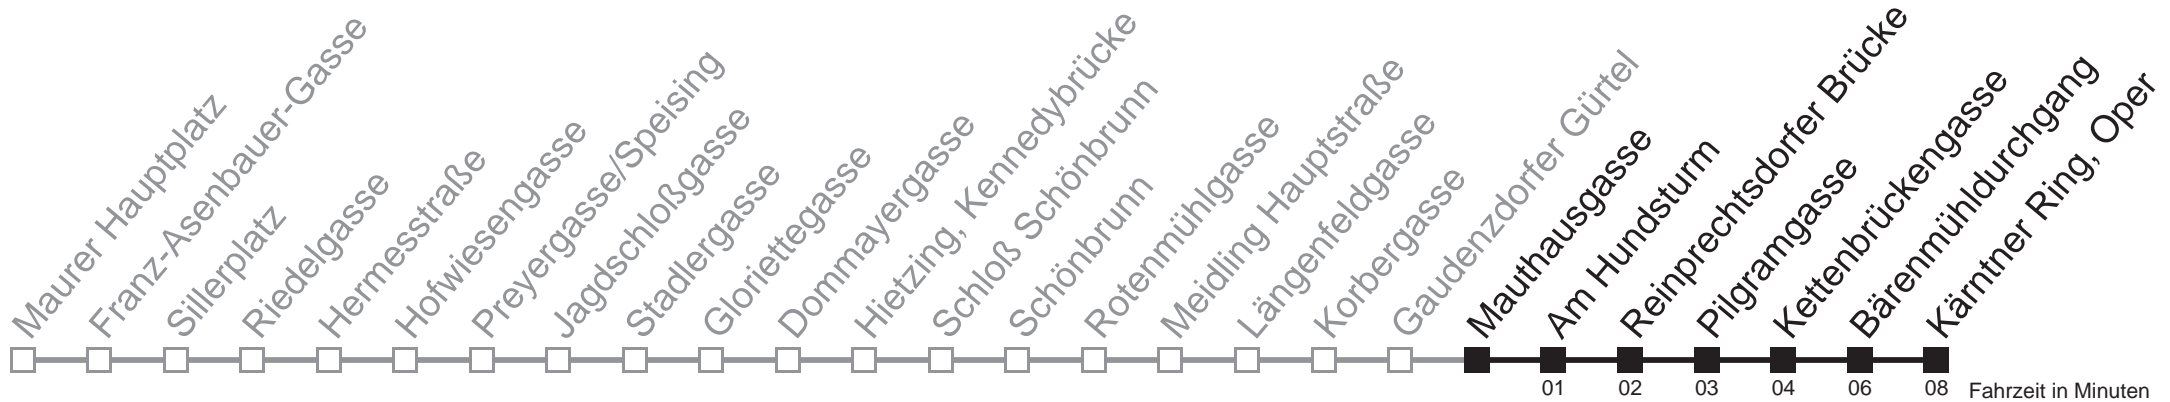 Maurer Hauptplatz
Franz-Asenbauer-Gasse
Sillerplatz
Riedelgasse
Hermesstraße
Hofwiesengasse
Preyergasse/Speising
Jagdschloßgasse
Stadlergasse
Gloriettegasse
Dommayergasse
Hietzing, Kennedybrücke
Schloß Schönbrunn
Schönbrunn
Rotenmühlgasse
Meidling Hauptstraße
Längenfeldgasse
Korbergasse
Gaudenzdorfer Gürtel
Mauthausgasse
Am Hundsturm
Reinprechtsdorfer Brücke
Pilgramgasse
Kettenbrückengasse
Bärenmühldurchgang
Kärntner Ring, Oper
01 02 03 04 06 08 Fahrzeit in Minuten